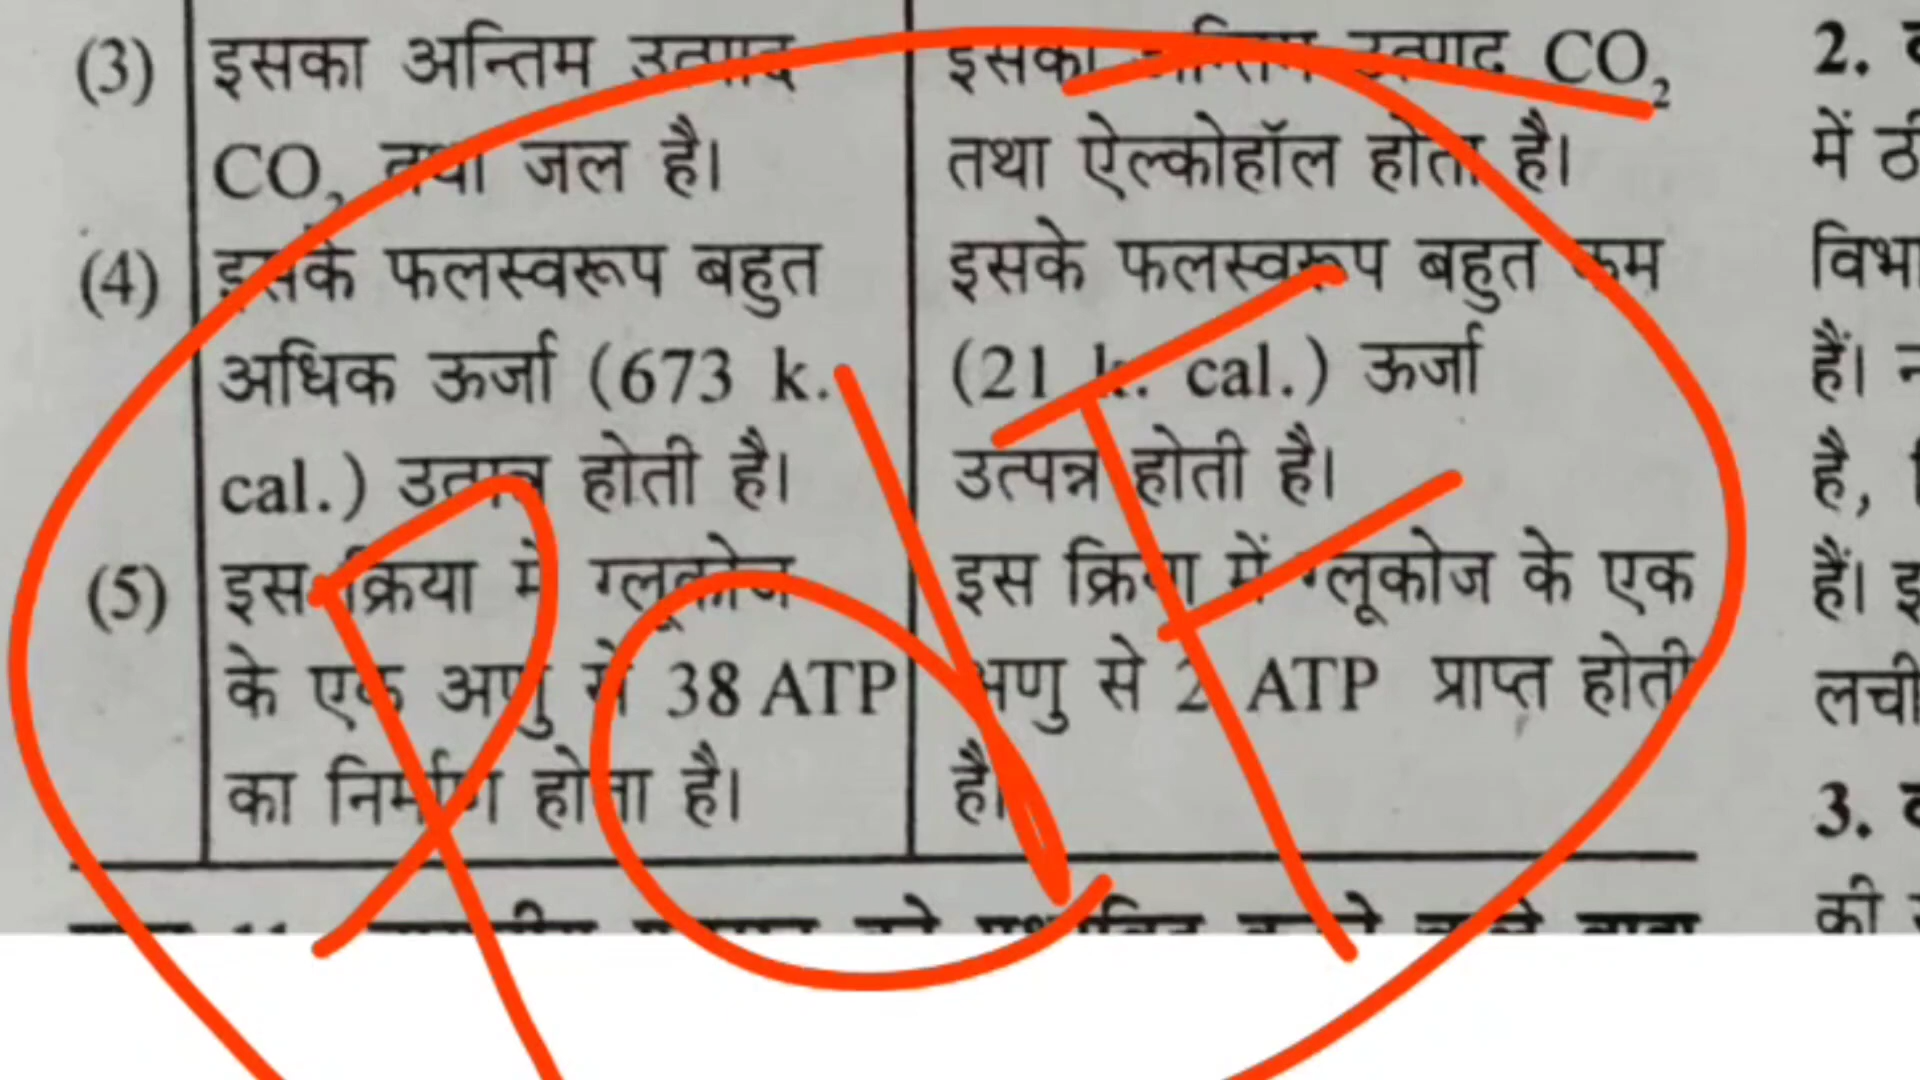 (3) इसका अन्तिम उत्पाद
CO₂ तथा जल है।
(4) इसके फलस्वरूप बहुत
अधिक ऊर्जा (673 k.
cal.) उत्पन्न होती है।
(5) इस क्रिया में ग्लूकोज
के एक अणु से 38 ATP
का निर्माण होता है।
इसका अन्तिम उत्पाद CO₂
तथा ऐल्कोहॉल होता है।
इसके फलस्वरूप बहुत कम
(21 k. cal.) ऊर्जा
उत्पन्न होती है।
इस क्रिया में ग्लूकोज के एक
अणु से 2 ATP प्राप्त होती
है।
2.
में
हैं।
है,
हैं।
3.
की
PdF